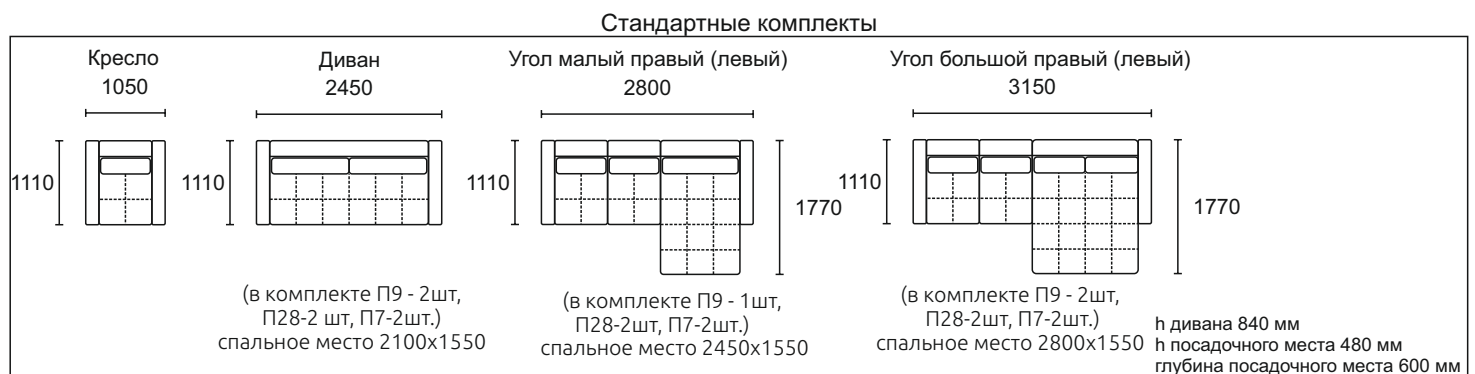 Стандартные комплекты
Кресло
1050
1110
Диван
2450
1110
(в комплекте П9 - 2шт,
П28-2 шт, П7-2шт.)
спальное место 2100х1550
Угол малый правый (левый)
2800
1110
1770
(в комплекте П9 - 1шт,
П28-2шт, П7-2шт.)
спальное место 2450х1550
Угол большой правый (левый)
3150
1110
1770
(в комплекте П9 - 2шт,
П28-2шт, П7-2шт.)
спальное место 2800х1550
h дивана 840 мм
h посадочного места 480 мм
глубина посадочного места 600 мм